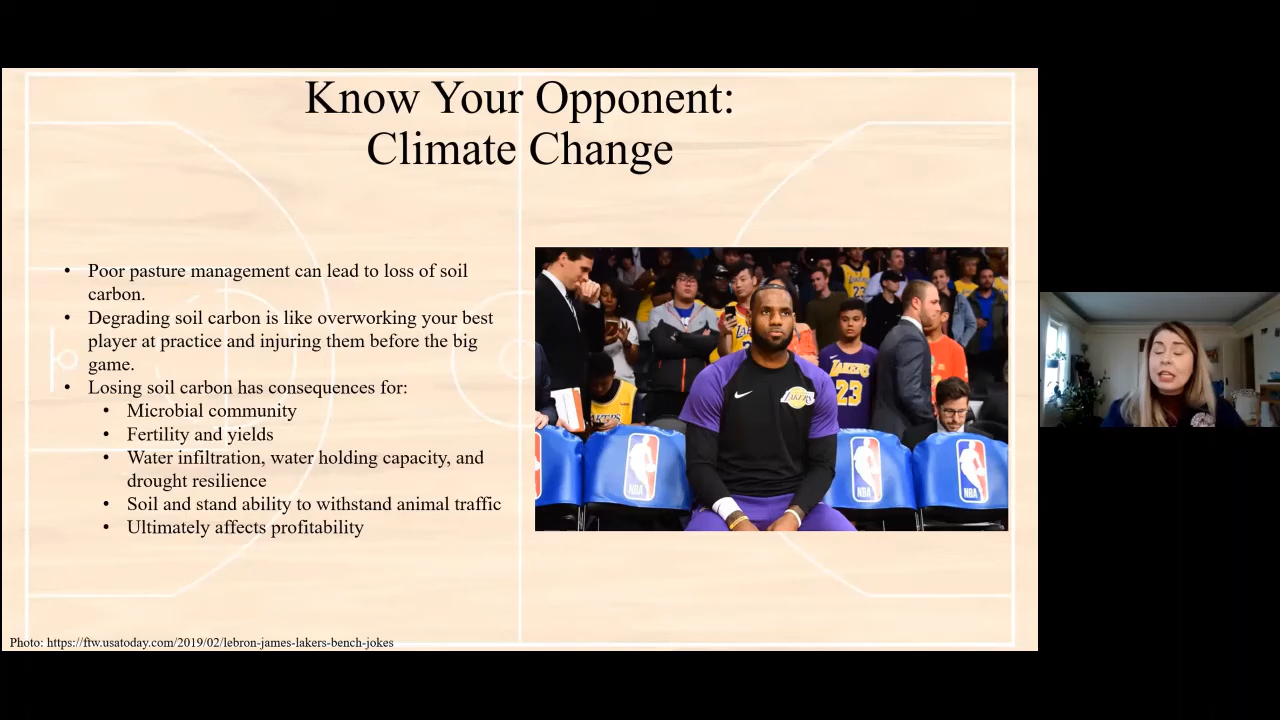 Know Your Opponent:
Climate Change
• Poor pasture management can lead to loss of soil
carbon.
• Degrading soil carbon is like overworking your best
player at practice and injuring them before the big
game.
• Losing soil carbon has consequences for:
• Microbial community
• Fertility and yields
• Water infiltration, water holding capacity, and
drought resilience
• Soil and stand ability to withstand animal traffic
• Ultimately affects profitability
LAKERS
23
LAKERS
NBA
NBA
NBA
Photo: https://ftw.usatoday.com/2019/02/lebron-james-lakers-bench-jokes